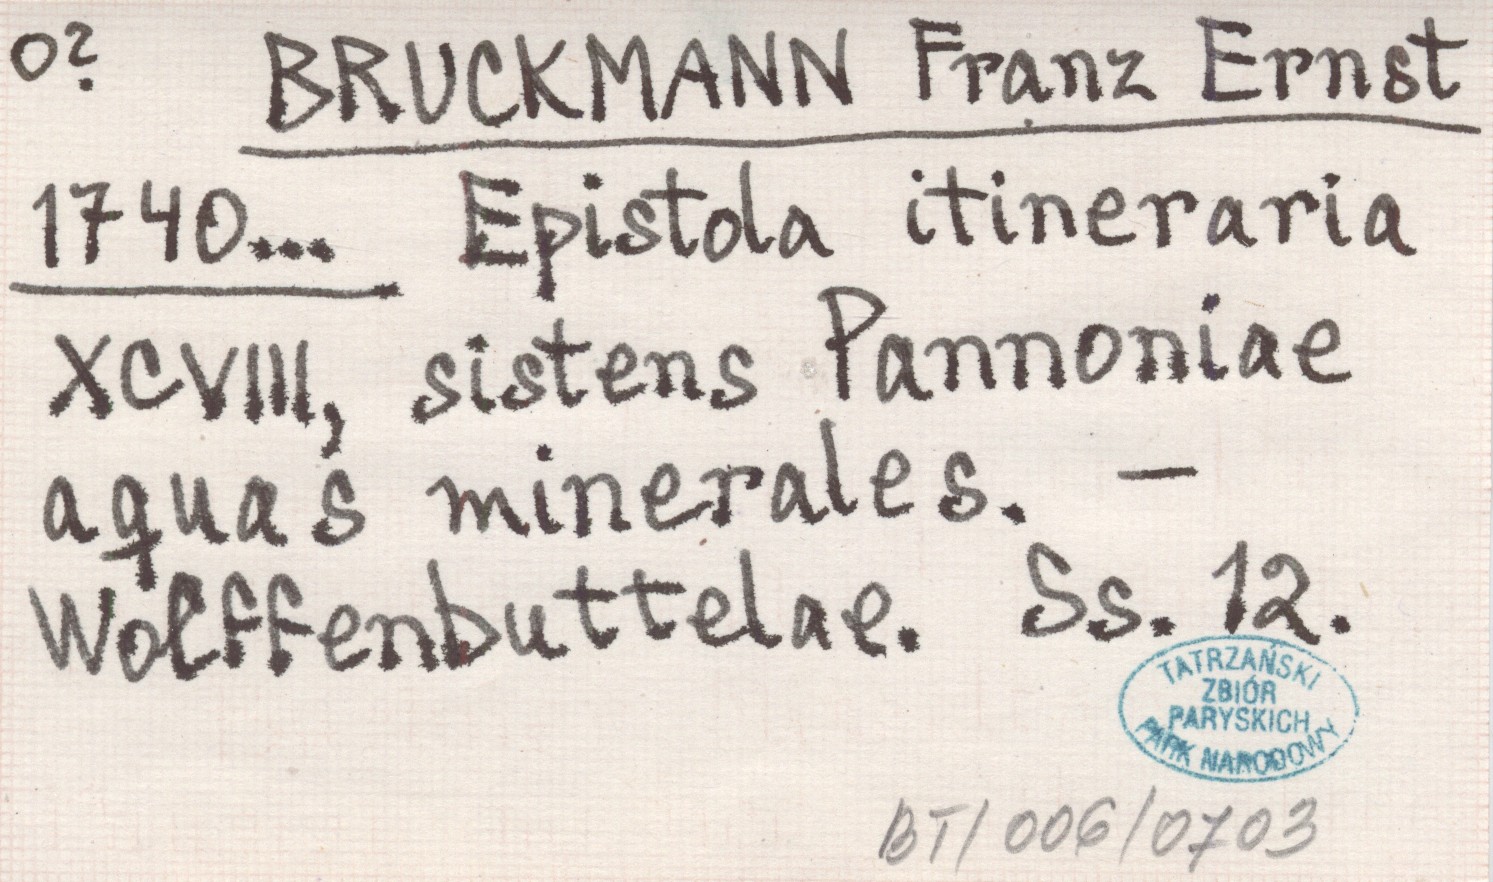 o? BRUCKMANN Franz Ernst
1740... Epistola itineraria
XCVIII, sistens Pannoniae
aquas minerales. —
Wolffenbuttelae. Ss. 12.
TATRZAŃSKI
ZBIÓR
PARYSKICH
PARK NARODOWY
BT/006/0703